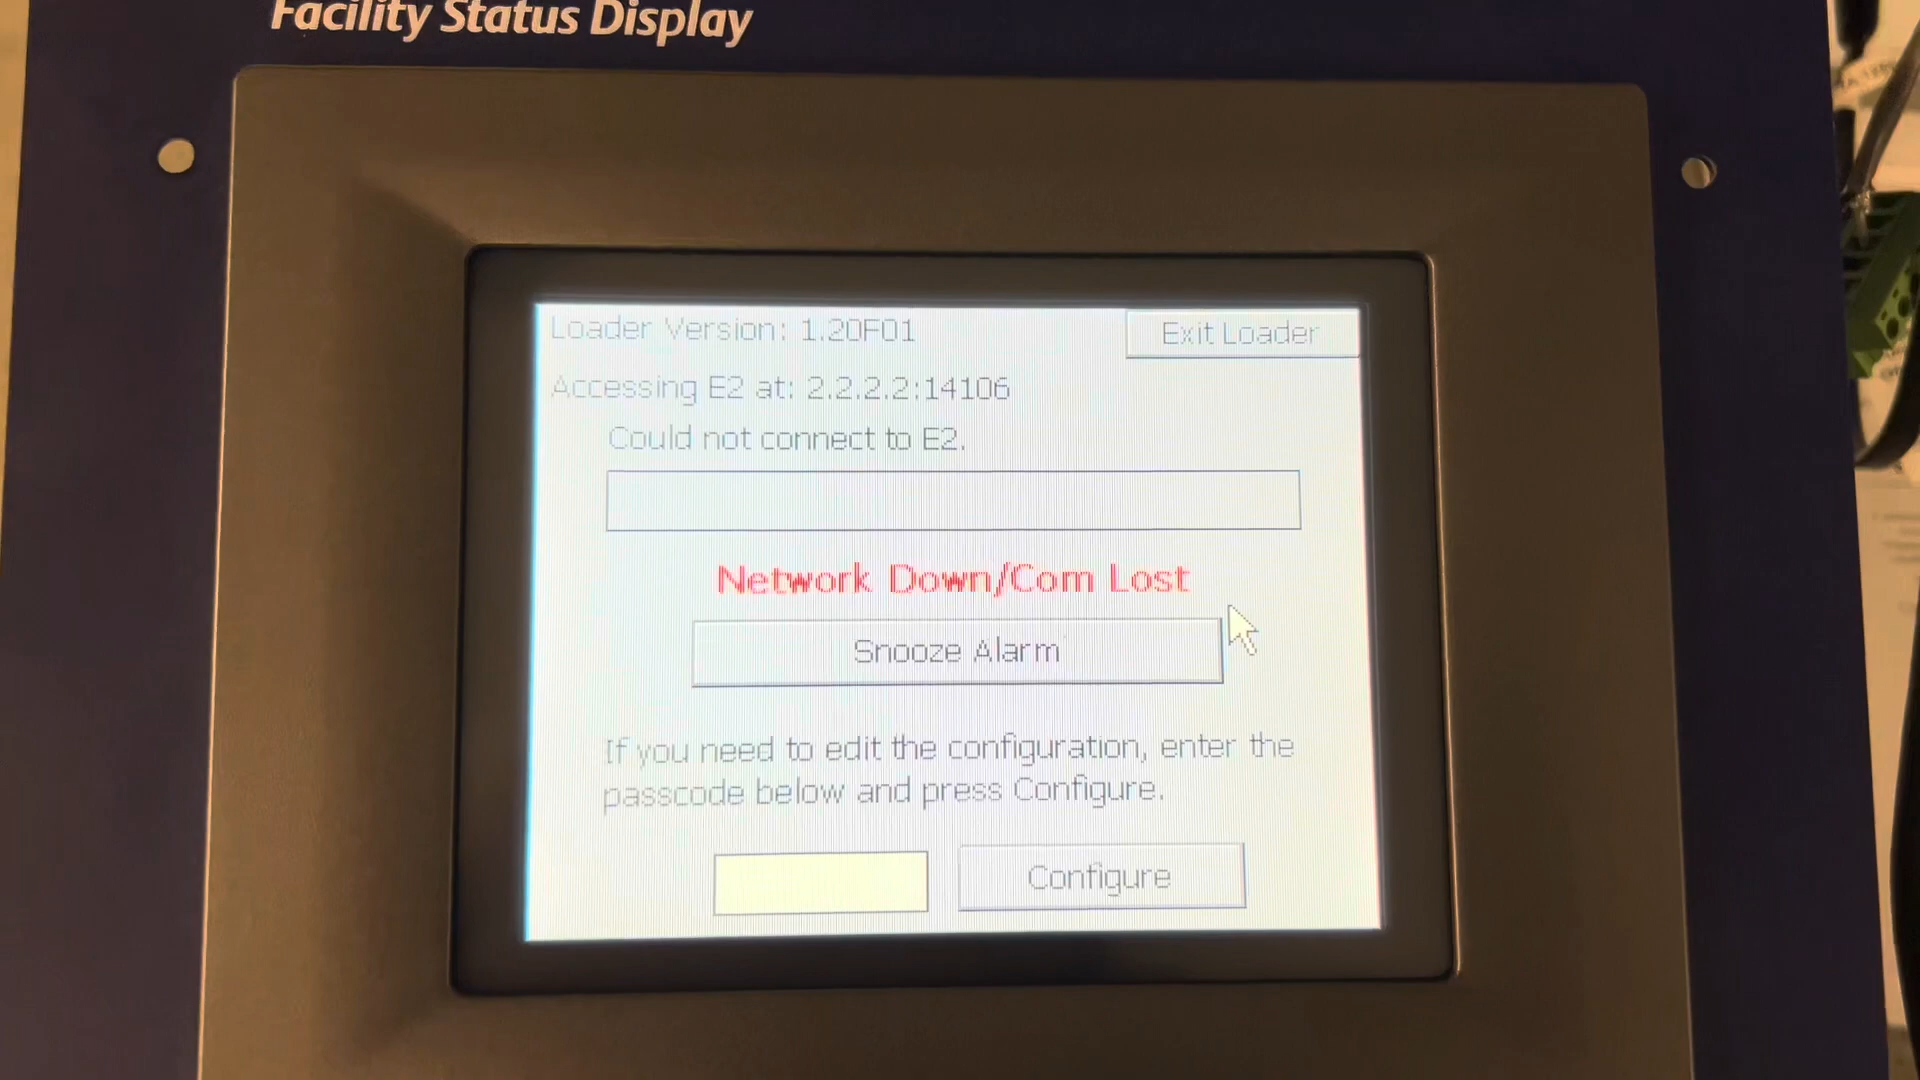 Facility Status Display
Loader Version: 1.20F01
Exit Loader
Accessing E2 at: 2.2.2.2:14106
Could not connect to E2.
Network Down/Com Lost
Snooze Alarm
If you need to edit the configuration, enter the
passcode below and press Configure.
Configure